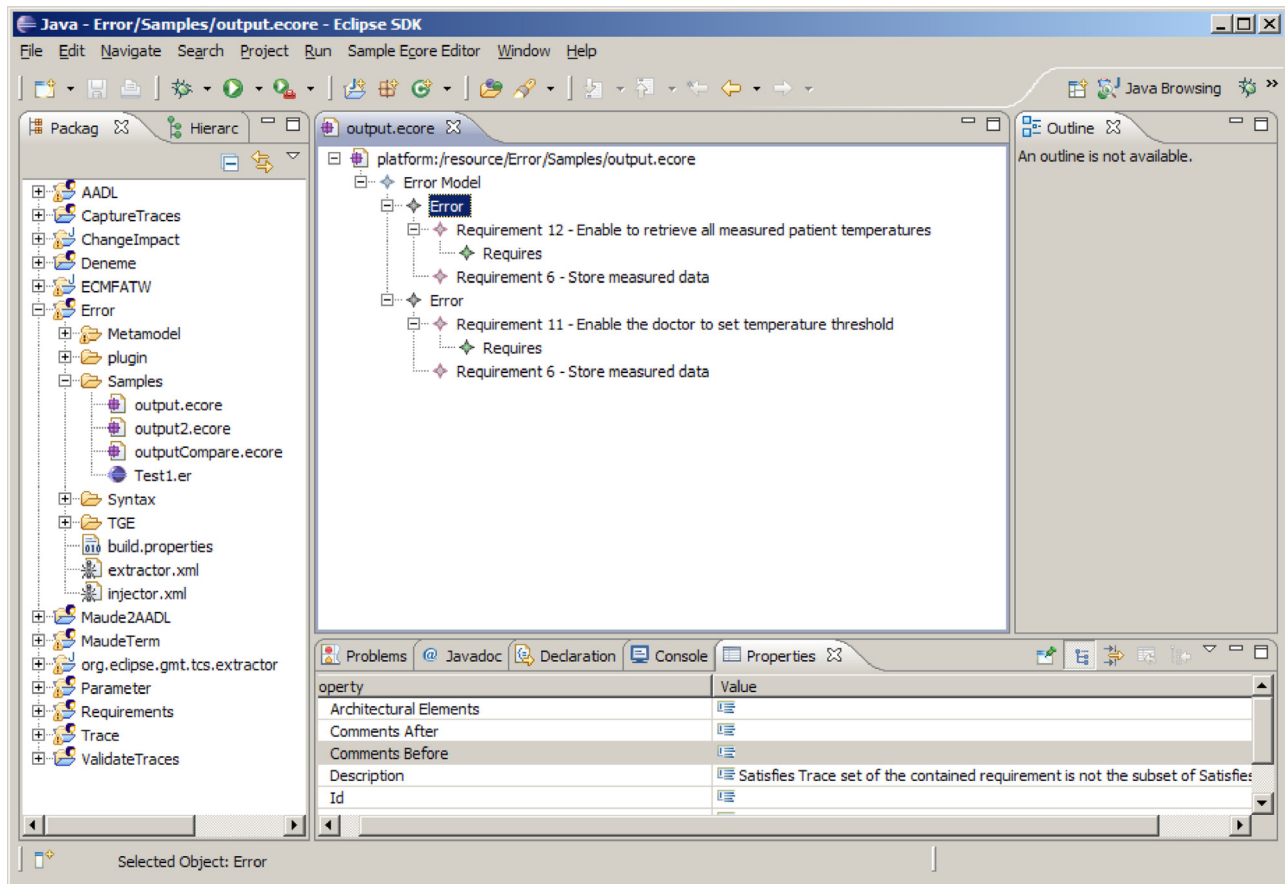 Java - Error/Samples/output.ecore - Eclipse SDK
File Edit Navigate Search Project Run Sample Ecore Editor Window Help
Java Browsing
Packag
Hierarc
AADL
CaptureTraces
ChangeImpact
Deneme
ECMFATW
Error
Metamodel
plugin
Samples
output.ecore
output2.ecore
outputCompare.ecore
Test1.er
Syntax
TGE
build.properties
extractor.xml
injector.xml
Maude2AADL
MaudeTerm
org.eclipse.gmt.tcs.extractor
Parameter
Requirements
Trace
ValidateTraces
output.ecore
platform:/resource/Error/Samples/output.ecore
Error Model
Error
Requirement 12 - Enable to retrieve all measured patient temperatures
Requires
Requirement 6 - Store measured data
Error
Requirement 11 - Enable the doctor to set temperature threshold
Requires
Requirement 6 - Store measured data
Outline
An outline is not available.
Problems @ Javadoc Declaration Console Properties
operty Value
Architectural Elements
Comments After
Comments Before
Description Satisfies Trace set of the contained requirement is not the subset of Satisfies
Id
Selected Object: Error